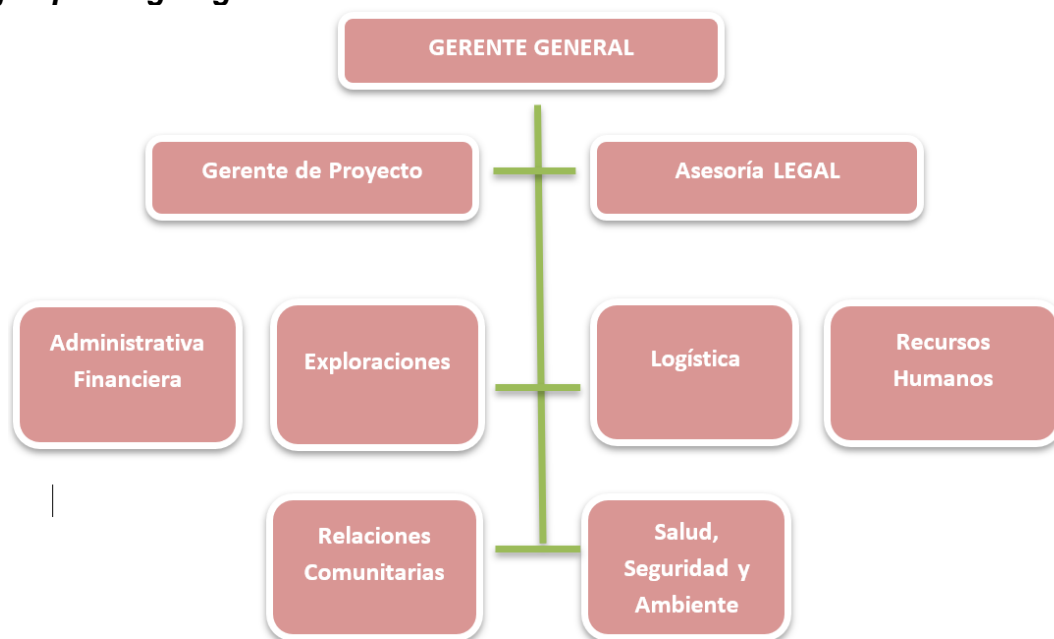 GERENTE GENERAL
Gerente de Proyecto
Asesoría LEGAL
Administrativa
Financiera
Exploraciones
Logística
Recursos
Humanos
Relaciones
Comunitarias
Salud,
Seguridad y
Ambiente